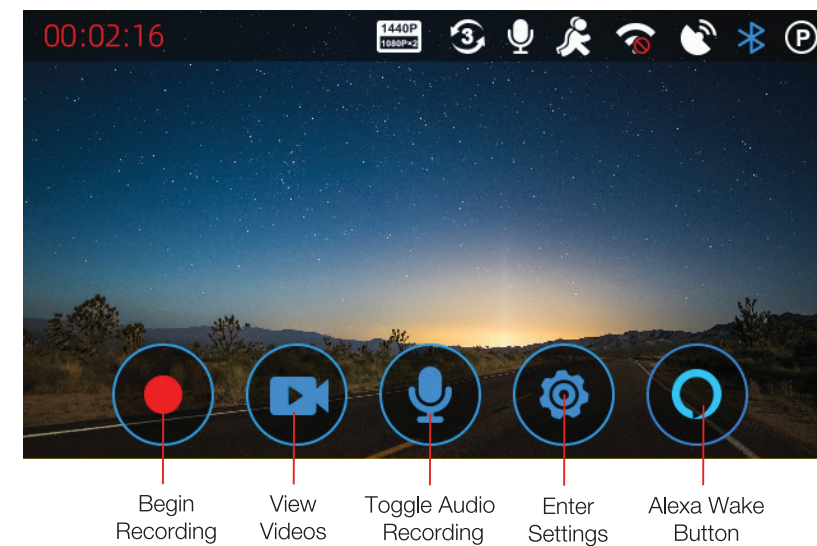 00:02:16
1440P
1080P×2
3
P
Begin
Recording
View
Videos
Toggle Audio
Recording
Enter
Settings
Alexa Wake
Button